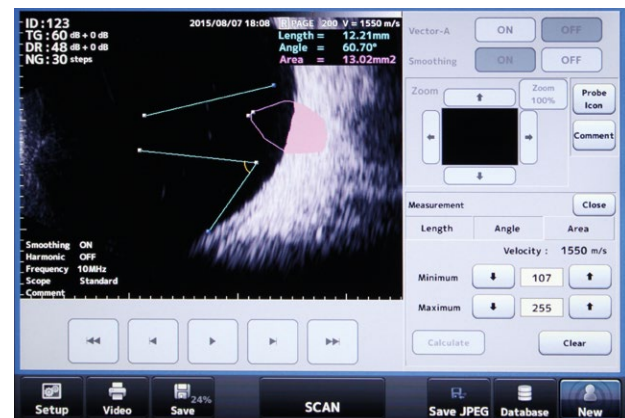 ID:123
2015/08/07 18:08 B PAGE 200 V = 1550 m/s
TG:60 dB + 0 dB
DR:48 dB + 0 dB
NG:30 steps
Length = 12.21mm
Angle = 60.70°
Area = 13.02mm2
Smoothing ON
Harmonic OFF
Frequency 10MHz
Scope Standard
Comment
Vector-A ON OFF
Smoothing ON OFF
Zoom
Zoom 100%
Probe Icon
Comment
Measurement Close
Length Angle Area
Velocity : 1550 m/s
Minimum 107
Maximum 255
Calculate Clear
Setup Video Save 24% SCAN Save JPEG Database New